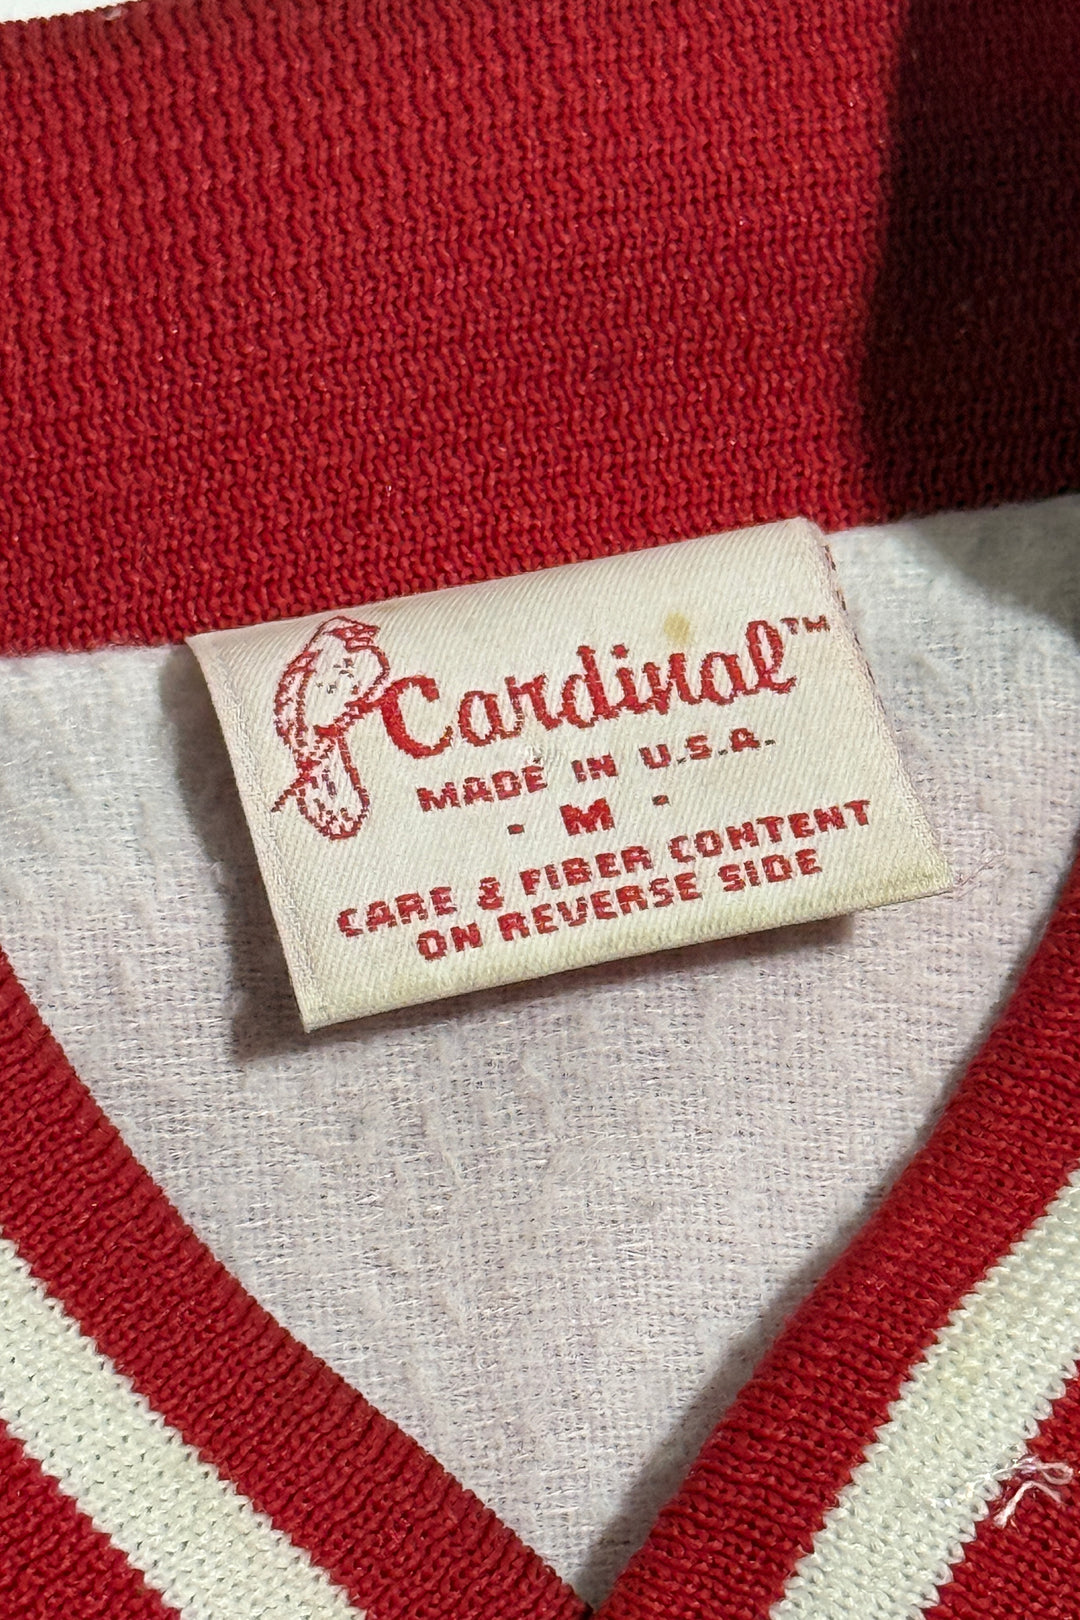 Cardinal™
MADE IN U.S.A.
- M -
CARE & FIBER CONTENT
ON REVERSE SIDE